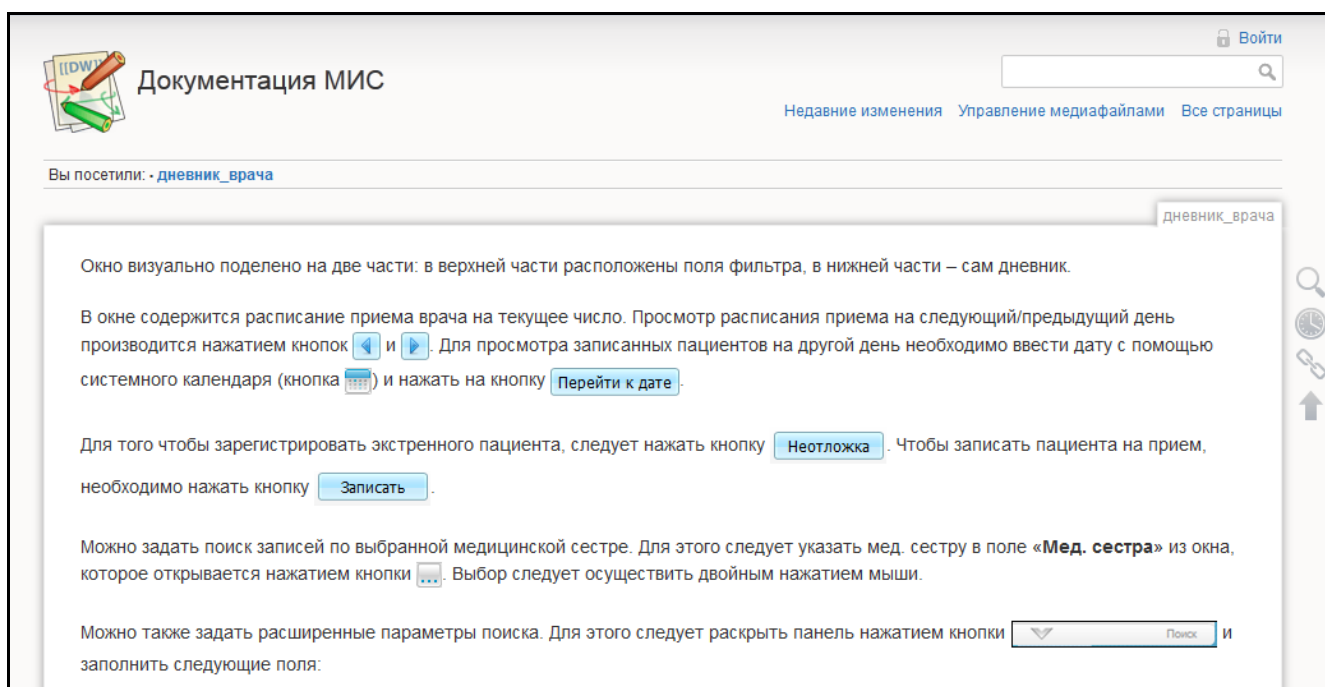 Войти
[[DW]]
Документация МИС
Недавние изменения Управление медиафайлами Все страницы
Вы посетили: • дневник_врача
дневник_врача
Окно визуально поделено на две части: в верхней части расположены поля фильтра, в нижней части – сам дневник.
В окне содержится расписание приема врача на текущее число. Просмотр расписания приема на следующий/предыдущий день
производится нажатием кнопок и . Для просмотра записанных пациентов на другой день необходимо ввести дату с помощью
системного календаря (кнопка ) и нажать на кнопку Перейти к дате .
Для того чтобы зарегистрировать экстренного пациента, следует нажать кнопку Неотложка . Чтобы записать пациента на прием,
необходимо нажать кнопку Записать .
Можно задать поиск записей по выбранной медицинской сестре. Для этого следует указать мед. сестру в поле «Мед. сестра» из окна,
которое открывается нажатием кнопки ... . Выбор следует осуществить двойным нажатием мыши.
Можно также задать расширенные параметры поиска. Для этого следует раскрыть панель нажатием кнопки Поиск и
заполнить следующие поля: